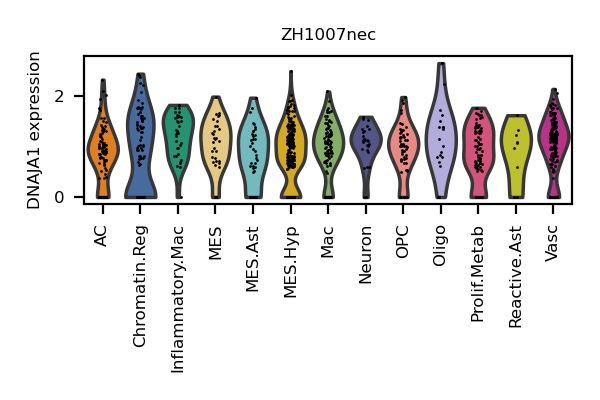 ZH1007nec
DNAJA1 expression
2
0
AC
Chromatin.Reg
Inflammatory.Mac
MES
MES.Ast
MES.Hyp
Mac
Neuron
OPC
Oligo
Prolif.Metab
Reactive.Ast
Vasc